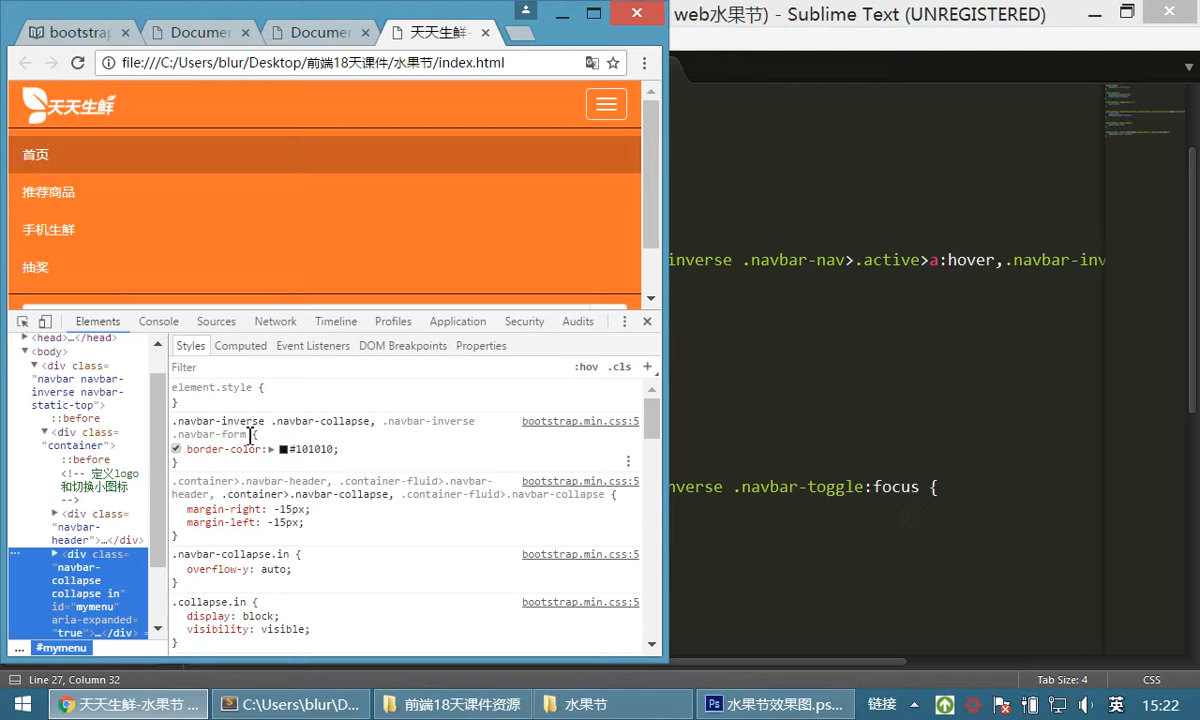 web水果节) - Sublime Text (UNREGISTERED)
bootstrap
Documen
Documen
天天生鲜-
file:///C:/Users/blur/Desktop/前端18天课件/水果节/index.html
天天生鲜
首页
推荐商品
手机生鲜
抽奖
Elements Console Sources Network Timeline Profiles Application Security Audits
<head>…</head>
<body>
<div class=
"navbar navbar-
inverse navbar-
static-top">
::before
<div class=
"container">
::before
<!-- 定义logo
和切换小图标
-->
<div class=
"navbar-
header">…</div>
<div class=
"navbar-
collapse
collapse in"
id="mymenu"
aria-expanded=
"true">…</div> =
... #mymenu
Styles Computed Event Listeners DOM Breakpoints Properties
Filter :hov .cls +
element.style {
}
.navbar-inverse .navbar-collapse, .navbar-inverse bootstrap.min.css:5
.navbar-form {
border-color: #101010;
}
.container>.navbar-header, .container-fluid>.navbar- bootstrap.min.css:5
header, .container>.navbar-collapse, .container-fluid>.navbar-collapse {
margin-right: -15px;
margin-left: -15px;
}
.navbar-collapse.in { bootstrap.min.css:5
overflow-y: auto;
}
.collapse.in { bootstrap.min.css:5
display: block;
visibility: visible;
}
inverse .navbar-nav>.active>a:hover,.navbar-inv
nverse .navbar-toggle:focus {
Line 27, Column 32 Tab Size: 4 CSS
天天生鲜-水果节 ...
C:\Users\blur\D...
前端18天课件资源
水果节
水果节效果图.ps...
链接
英
15:22